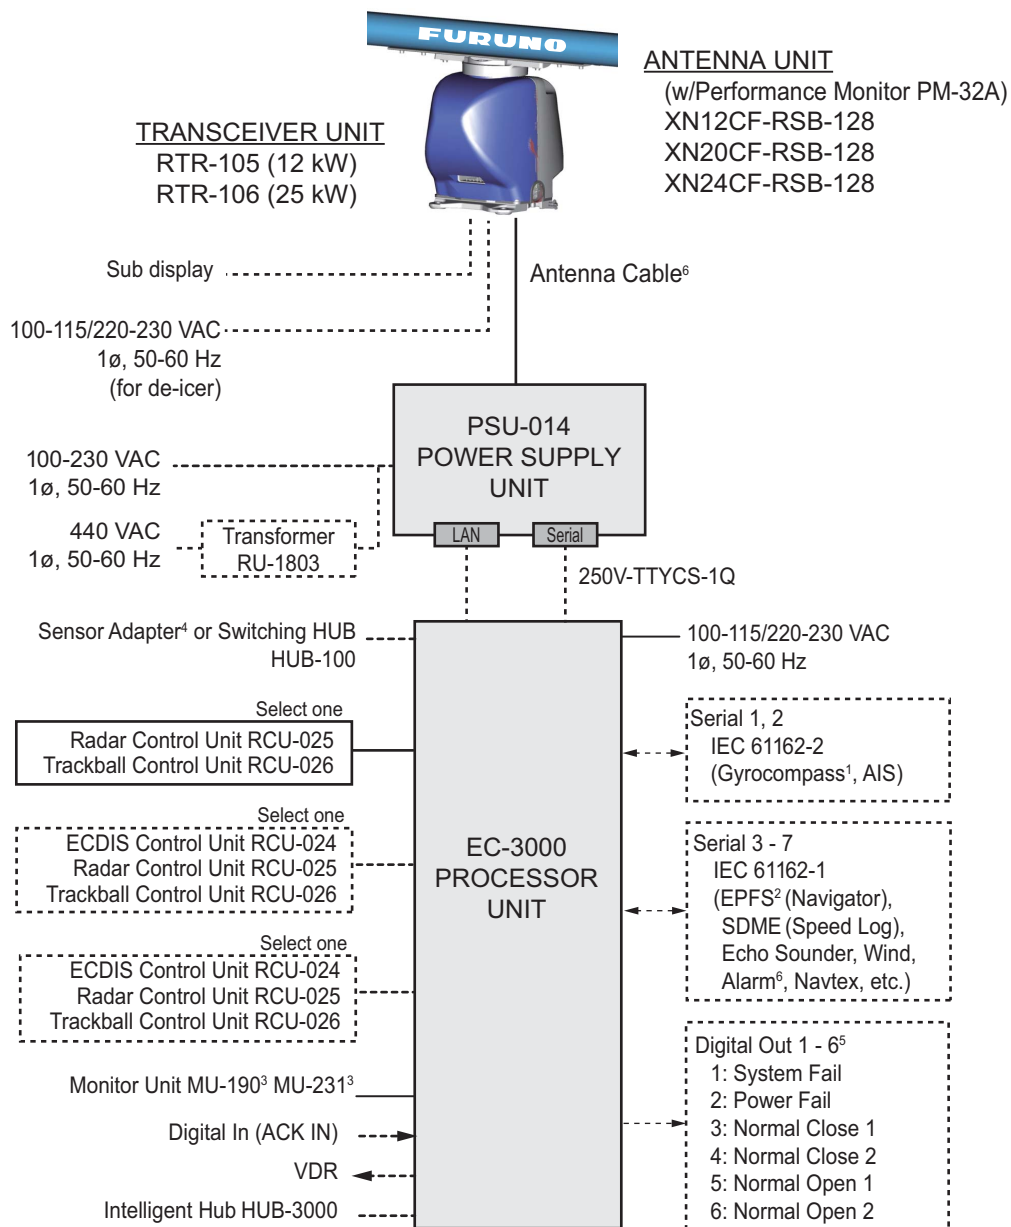 FURUNO
ANTENNA UNIT
(w/Performance Monitor PM-32A)
XN12CF-RSB-128
XN20CF-RSB-128
XN24CF-RSB-128
TRANSCEIVER UNIT
RTR-105 (12 kW)
RTR-106 (25 kW)
Sub display
Antenna Cable⁶
100-115/220-230 VAC
1ø, 50-60 Hz
(for de-icer)
PSU-014
POWER SUPPLY
UNIT
100-230 VAC
1ø, 50-60 Hz
440 VAC
1ø, 50-60 Hz
Transformer
RU-1803
LAN
Serial
250V-TTYCS-1Q
Sensor Adapter⁴ or Switching HUB
HUB-100
100-115/220-230 VAC
1ø, 50-60 Hz
Select one
Radar Control Unit RCU-025
Trackball Control Unit RCU-026
Select one
ECDIS Control Unit RCU-024
Radar Control Unit RCU-025
Trackball Control Unit RCU-026
Select one
ECDIS Control Unit RCU-024
Radar Control Unit RCU-025
Trackball Control Unit RCU-026
Monitor Unit MU-190³ MU-231³
Digital In (ACK IN)
VDR
Intelligent Hub HUB-3000
EC-3000
PROCESSOR
UNIT
Serial 1, 2
IEC 61162-2
(Gyrocompass¹, AIS)
Serial 3 - 7
IEC 61162-1
(EPFS² (Navigator),
SDME (Speed Log),
Echo Sounder, Wind,
Alarm⁶, Navtex, etc.)
Digital Out 1 - 6⁵
1: System Fail
2: Power Fail
3: Normal Close 1
4: Normal Close 2
5: Normal Open 1
6: Normal Open 2